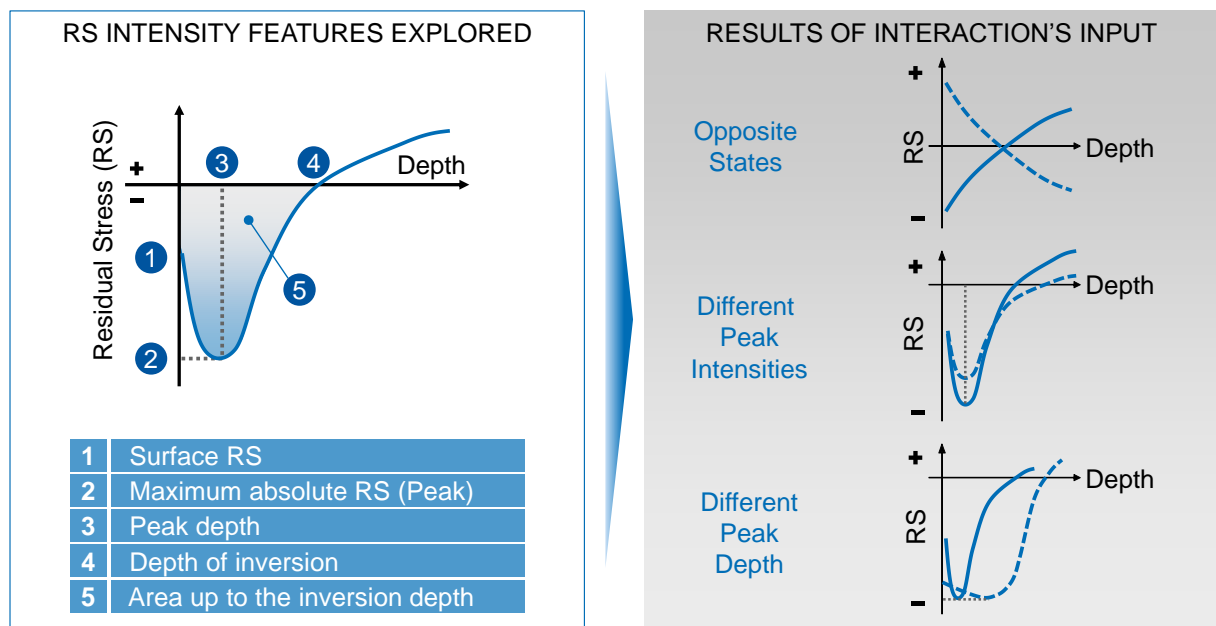 RS INTENSITY FEATURES EXPLORED
Residual Stress (RS)
+
−
3
4
Depth
1
5
2
1 Surface RS
2 Maximum absolute RS (Peak)
3 Peak depth
4 Depth of inversion
5 Area up to the inversion depth
RESULTS OF INTERACTION'S INPUT
Opposite
States
+
RS
Depth
−
Different
Peak
Intensities
+
RS
Depth
−
Different
Peak
Depth
+
RS
Depth
−